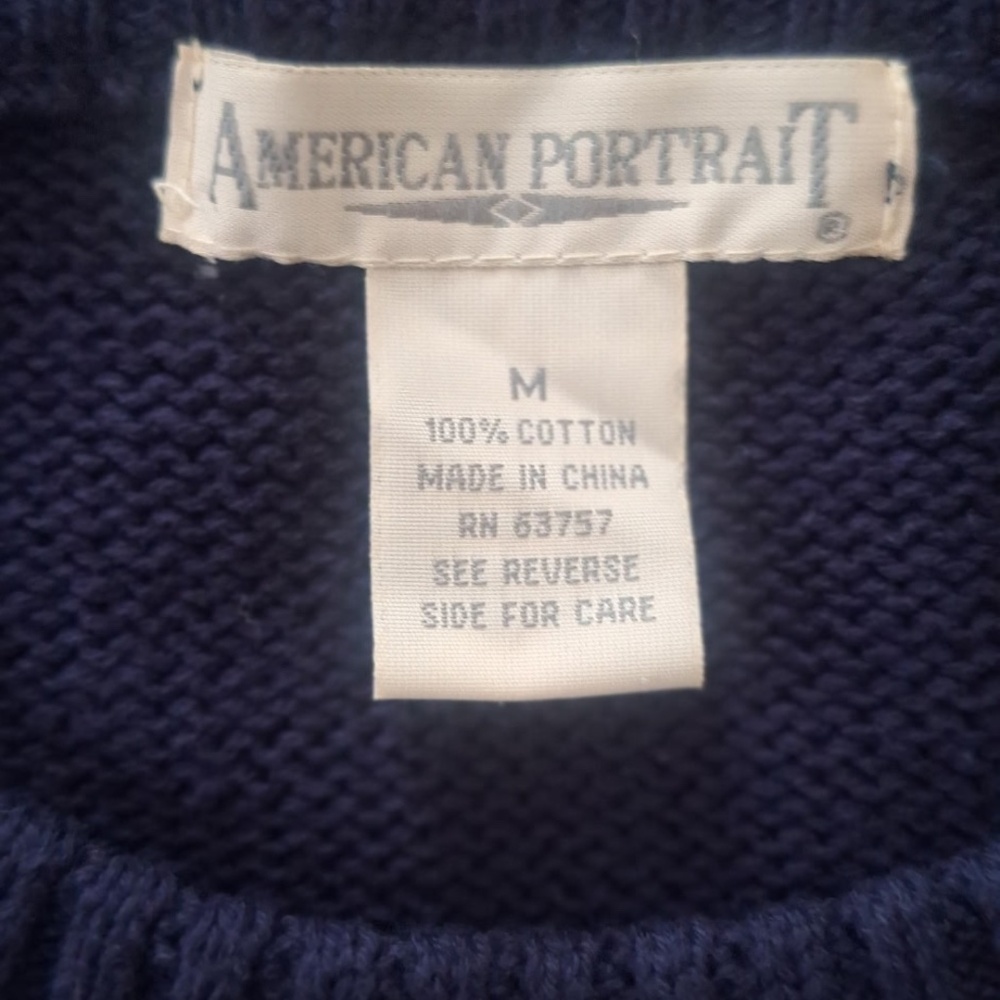 AMERICAN PORTRAIT
®
M
100% COTTON
MADE IN CHINA
RN 63757
SEE REVERSE
SIDE FOR CARE